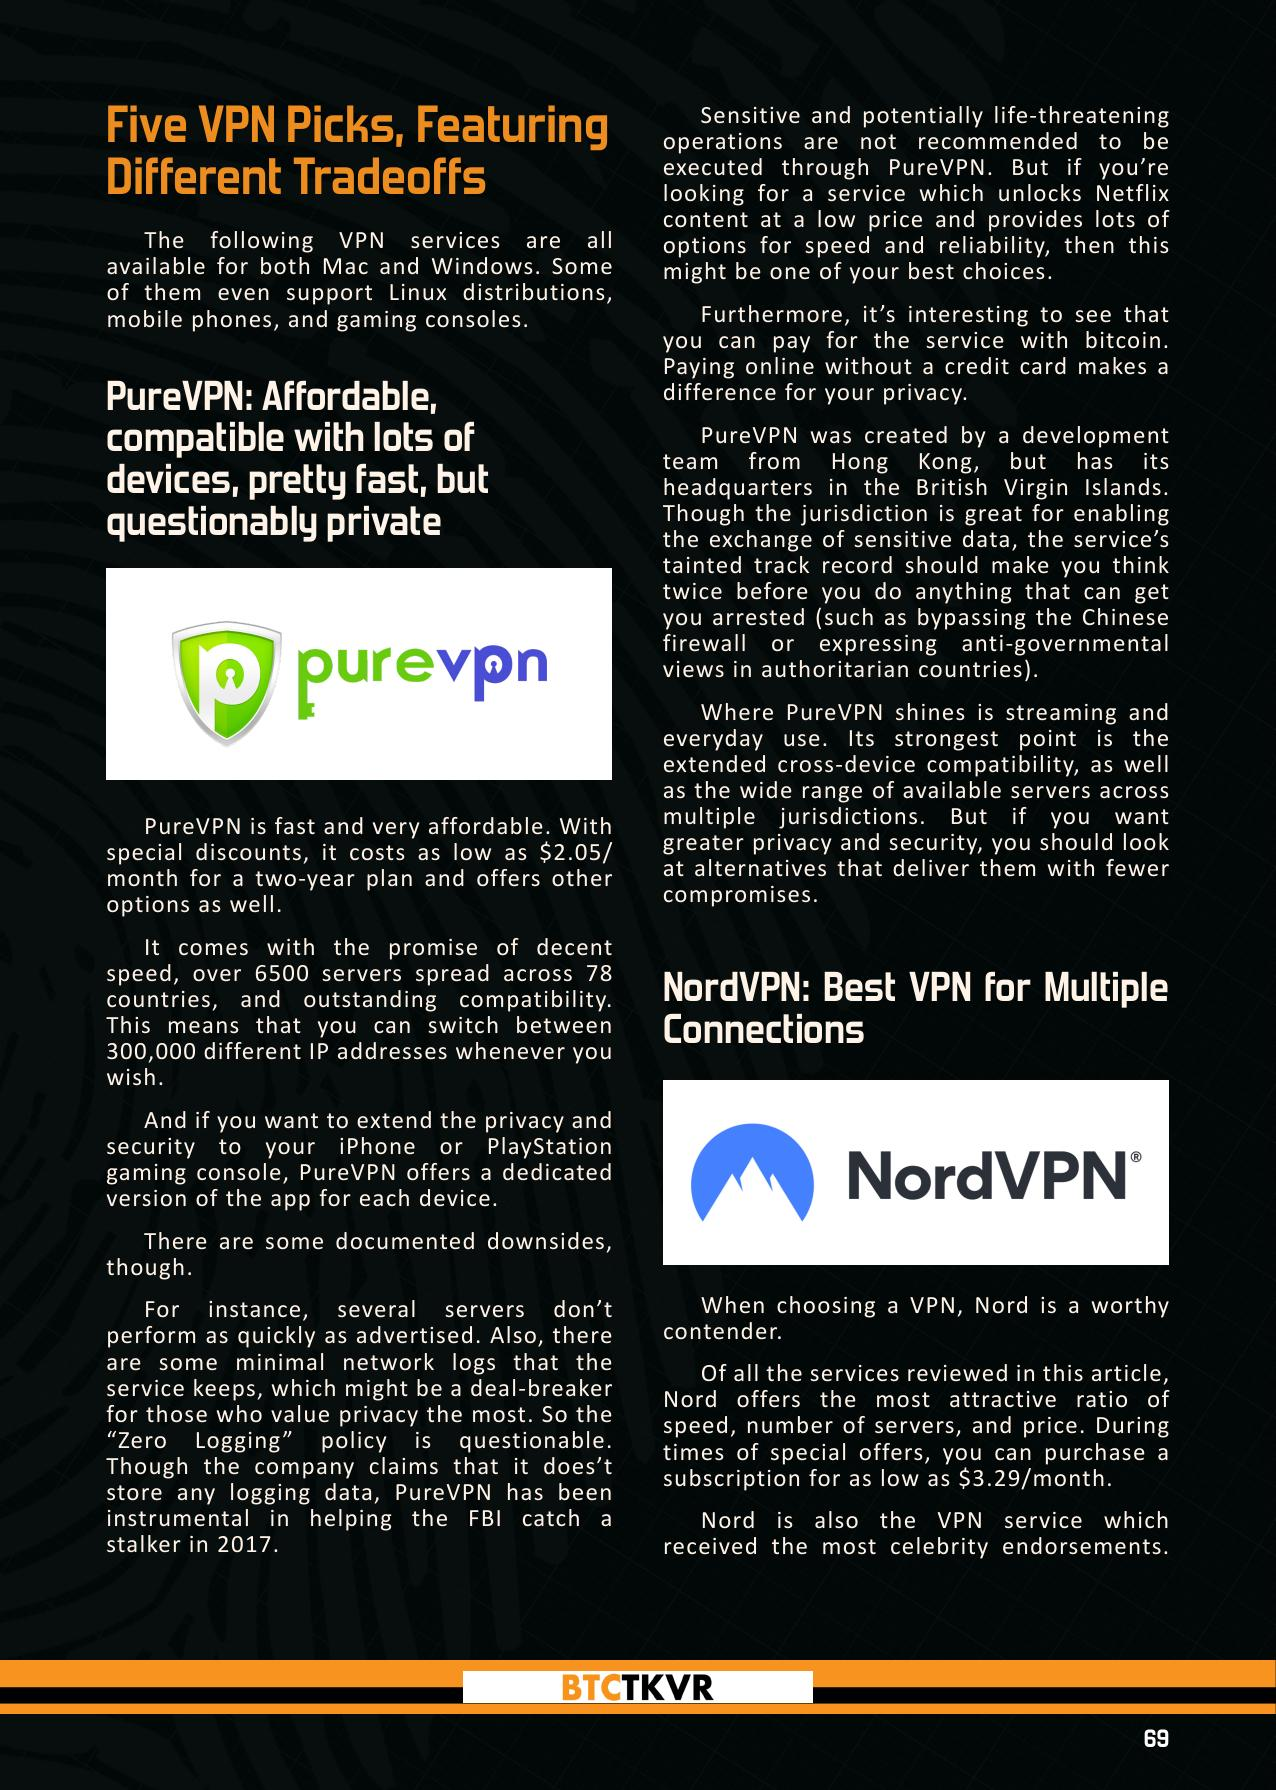 Five VPN Picks, Featuring
Different Tradeoffs
The following VPN services are all
available for both Mac and Windows. Some
of them even support Linux distributions,
mobile phones, and gaming consoles.
PureVPN: Affordable,
compatible with lots of
devices, pretty fast, but
questionably private
purevpn
PureVPN is fast and very affordable. With
special discounts, it costs as low as $2.05/
month for a two-year plan and offers other
options as well.
It comes with the promise of decent
speed, over 6500 servers spread across 78
countries, and outstanding compatibility.
This means that you can switch between
300,000 different IP addresses whenever you
wish.
And if you want to extend the privacy and
security to your iPhone or PlayStation
gaming console, PureVPN offers a dedicated
version of the app for each device.
There are some documented downsides,
though.
For instance, several servers don’t
perform as quickly as advertised. Also, there
are some minimal network logs that the
service keeps, which might be a deal-breaker
for those who value privacy the most. So the
“Zero Logging” policy is questionable.
Though the company claims that it does’t
store any logging data, PureVPN has been
instrumental in helping the FBI catch a
stalker in 2017.
Sensitive and potentially life-threatening
operations are not recommended to be
executed through PureVPN. But if you’re
looking for a service which unlocks Netflix
content at a low price and provides lots of
options for speed and reliability, then this
might be one of your best choices.
Furthermore, it’s interesting to see that
you can pay for the service with bitcoin.
Paying online without a credit card makes a
difference for your privacy.
PureVPN was created by a development
team from Hong Kong, but has its
headquarters in the British Virgin Islands.
Though the jurisdiction is great for enabling
the exchange of sensitive data, the service’s
tainted track record should make you think
twice before you do anything that can get
you arrested (such as bypassing the Chinese
firewall or expressing anti-governmental
views in authoritarian countries).
Where PureVPN shines is streaming and
everyday use. Its strongest point is the
extended cross-device compatibility, as well
as the wide range of available servers across
multiple jurisdictions. But if you want
greater privacy and security, you should look
at alternatives that deliver them with fewer
compromises.
NordVPN: Best VPN for Multiple
Connections
NordVPN®
When choosing a VPN, Nord is a worthy
contender.
Of all the services reviewed in this article,
Nord offers the most attractive ratio of
speed, number of servers, and price. During
times of special offers, you can purchase a
subscription for as low as $3.29/month.
Nord is also the VPN service which
received the most celebrity endorsements.
BTCTKVR
69